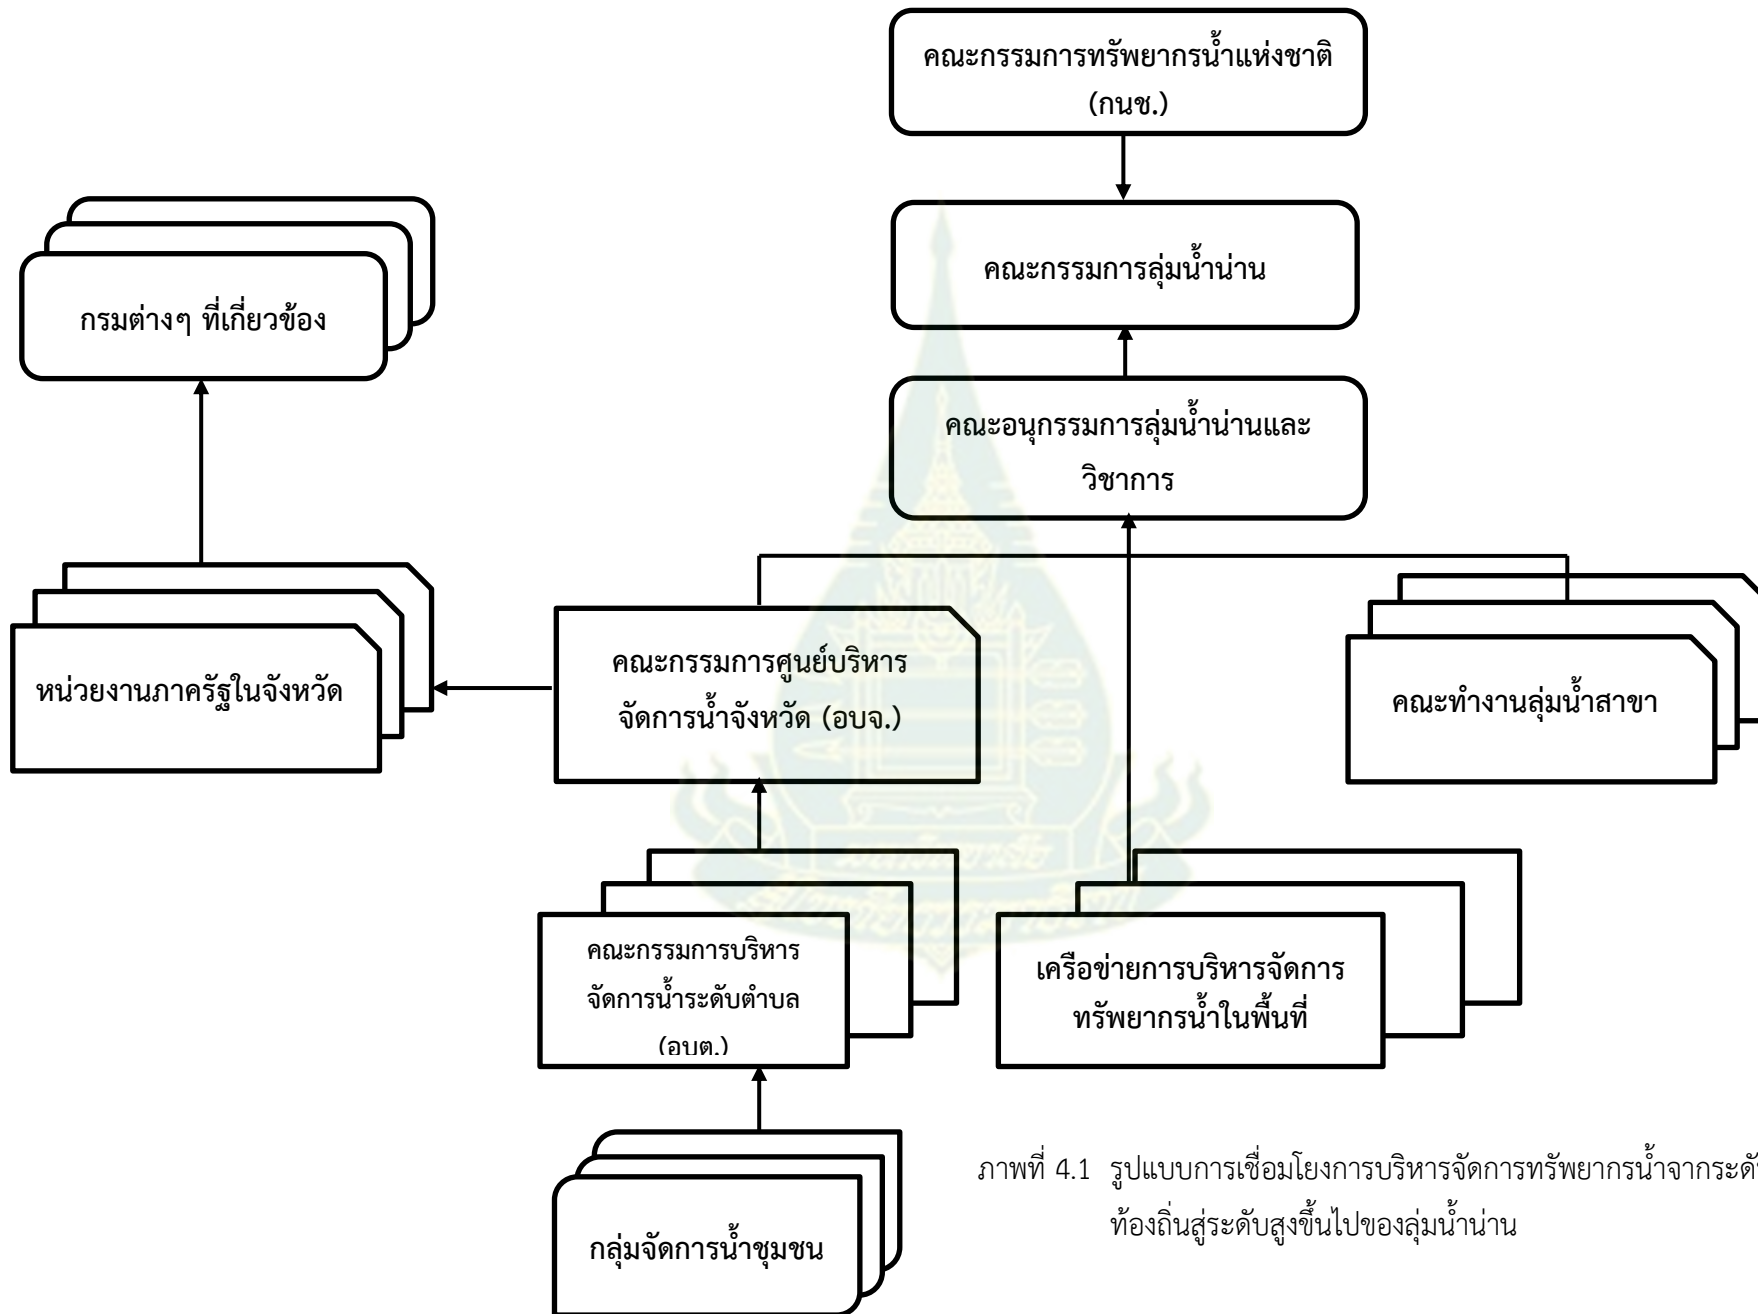 คณะกรรมการทรัพยากรน้ำแห่งชาติ
(กนช.)
คณะกรรมการลุ่มน้ำน่าน
กรมต่างๆ ที่เกี่ยวข้อง
คณะอนุกรรมการลุ่มน้ำน่านและ
วิชาการ
หน่วยงานภาครัฐในจังหวัด
คณะกรรมการศูนย์บริหาร
จัดการน้ำจังหวัด (อบจ.)
คณะทำงานลุ่มน้ำสาขา
คณะกรรมการบริหาร
จัดการน้ำระดับตำบล
(อบต.)
เครือข่ายการบริหารจัดการ
ทรัพยากรน้ำในพื้นที่
กลุ่มจัดการน้ำชุมชน
ภาพที่ 4.1 รูปแบบการเชื่อมโยงการบริหารจัดการทรัพยากรน้ำจากระดับ
ท้องถิ่นสู่ระดับสูงขึ้นไปของลุ่มน้ำน่าน